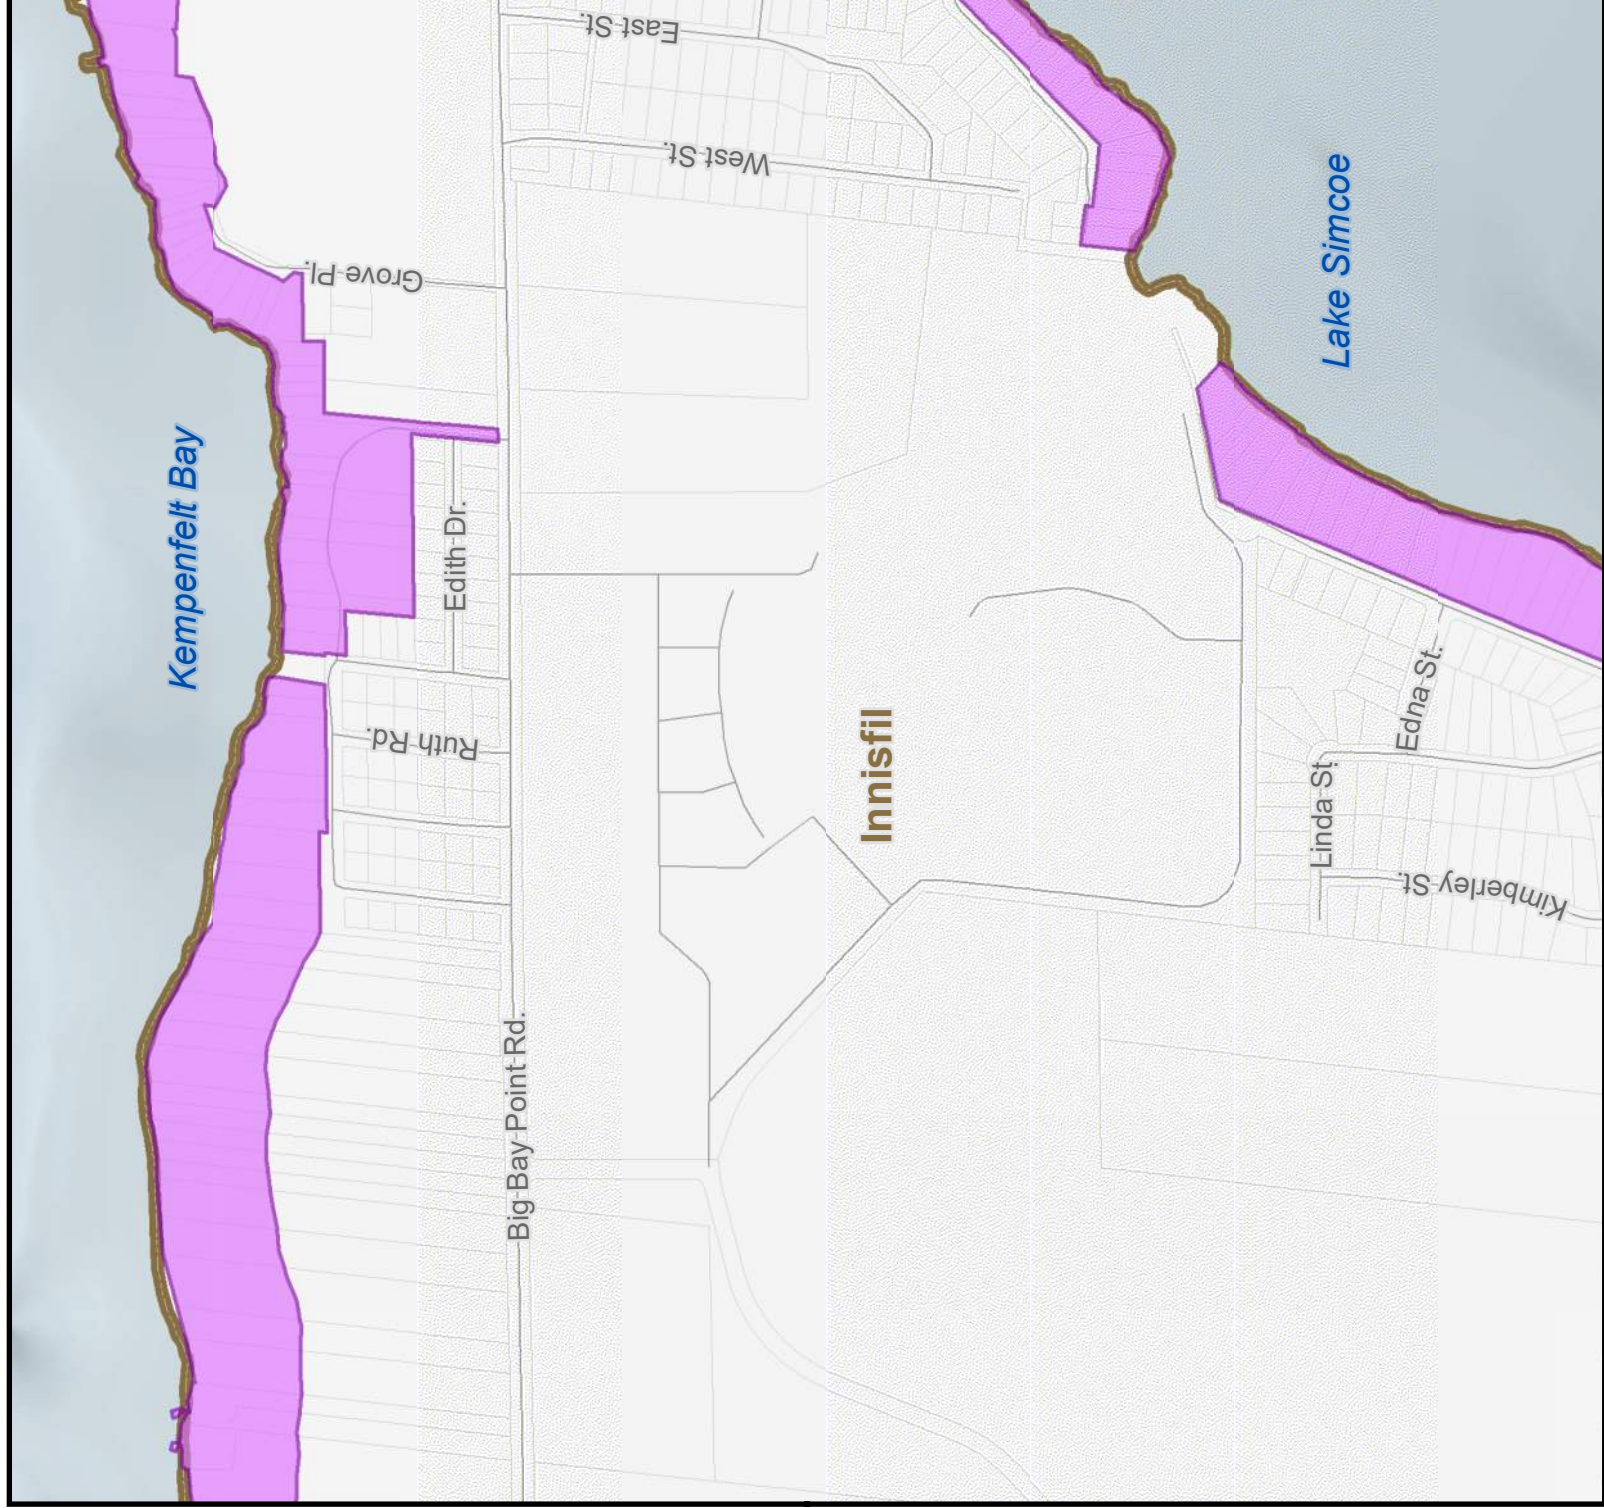 East St.
West St.
Grove Pl.
Lake Simcoe
Kempenfelt Bay
Edith Dr.
Ruth Rd.
Innisfil
Edna St.
Linda St.
Kimberley St.
Big Bay Point Rd.